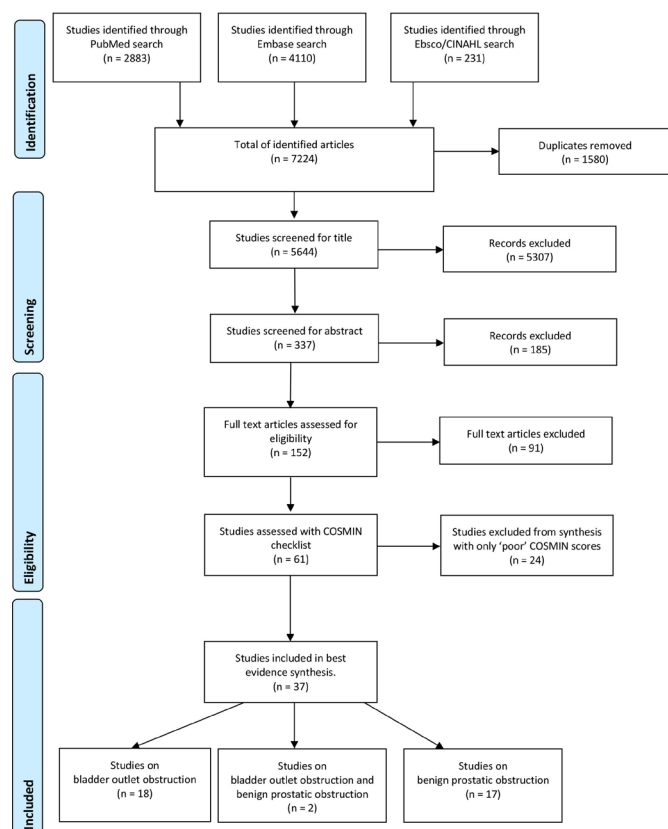 Studies identified through
PubMed search
(n = 2883)
Studies identified through
Embase search
(n = 4110)
Studies identified through
Ebsco/CINAHL search
(n = 231)
Identification
Total of identified articles
(n = 7224)
Duplicates removed
(n = 1580)
Screening
Studies screened for title
(n = 5644)
Records excluded
(n = 5307)
Studies screened for abstract
(n = 337)
Records excluded
(n = 185)
Eligibility
Full text articles assessed for
eligibility
(n = 152)
Full text articles excluded
(n = 91)
Studies assessed with COSMIN
checklist
(n = 61)
Studies excluded from synthesis
with only ‘poor’ COSMIN scores
(n = 24)
Included
Studies included in best
evidence synthesis.
(n = 37)
Studies on
bladder outlet obstruction
(n = 18)
Studies on
bladder outlet obstruction and
benign prostatic obstruction
(n = 2)
Studies on
benign prostatic obstruction
(n = 17)